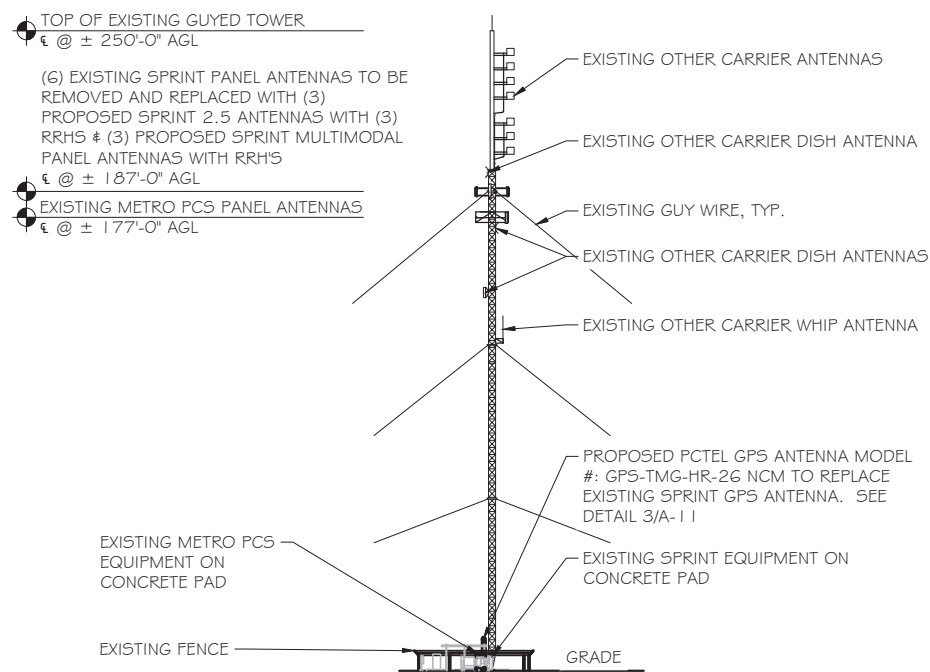 TOP OF EXISTING GUYED TOWER
℄ @ ± 250'-0" AGL
(6) EXISTING SPRINT PANEL ANTENNAS TO BE
REMOVED AND REPLACED WITH (3)
PROPOSED SPRINT 2.5 ANTENNAS WITH (3)
RRHS & (3) PROPOSED SPRINT MULTIMODAL
PANEL ANTENNAS WITH RRH'S
℄ @ ± 187'-0" AGL
EXISTING METRO PCS PANEL ANTENNAS
℄ @ ± 177'-0" AGL
EXISTING OTHER CARRIER ANTENNAS
EXISTING OTHER CARRIER DISH ANTENNA
EXISTING GUY WIRE, TYP.
EXISTING OTHER CARRIER DISH ANTENNAS
EXISTING OTHER CARRIER WHIP ANTENNA
PROPOSED PCTEL GPS ANTENNA MODEL
#: GPS-TMG-HR-26 NCM TO REPLACE
EXISTING SPRINT GPS ANTENNA. SEE
DETAIL 3/A-11
EXISTING METRO PCS
EQUIPMENT ON
CONCRETE PAD
EXISTING SPRINT EQUIPMENT ON
CONCRETE PAD
EXISTING FENCE
GRADE